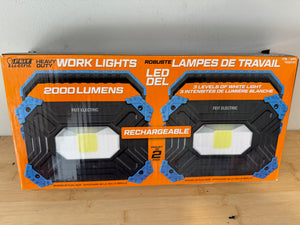 FEIT ELECTRIC
HEAVY DUTY WORK LIGHTS
2000 LUMENS
ROBUSTE LAMPES DE TRAVAIL
LED
DEL
3 LEVELS OF WHITE LIGHT
3 INTENSITÉS DE LUMIÈRE BLANCHE
FEIT ELECTRIC
FEIT ELECTRIC
RECHARGEABLE
2